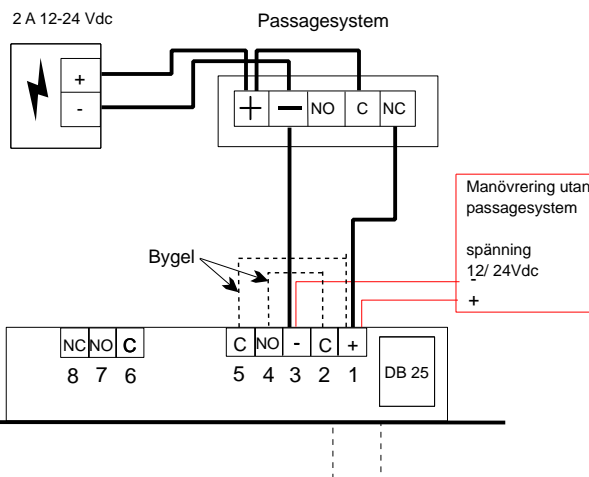 2 A 12-24 Vdc
Passagesystem
+
-
+ — NO C NC
Manövrering utan
passagesystem
spänning
12/ 24Vdc
-
+
Bygel
NC NO C
8 7 6
C NO - C +
5 4 3 2 1
DB 25